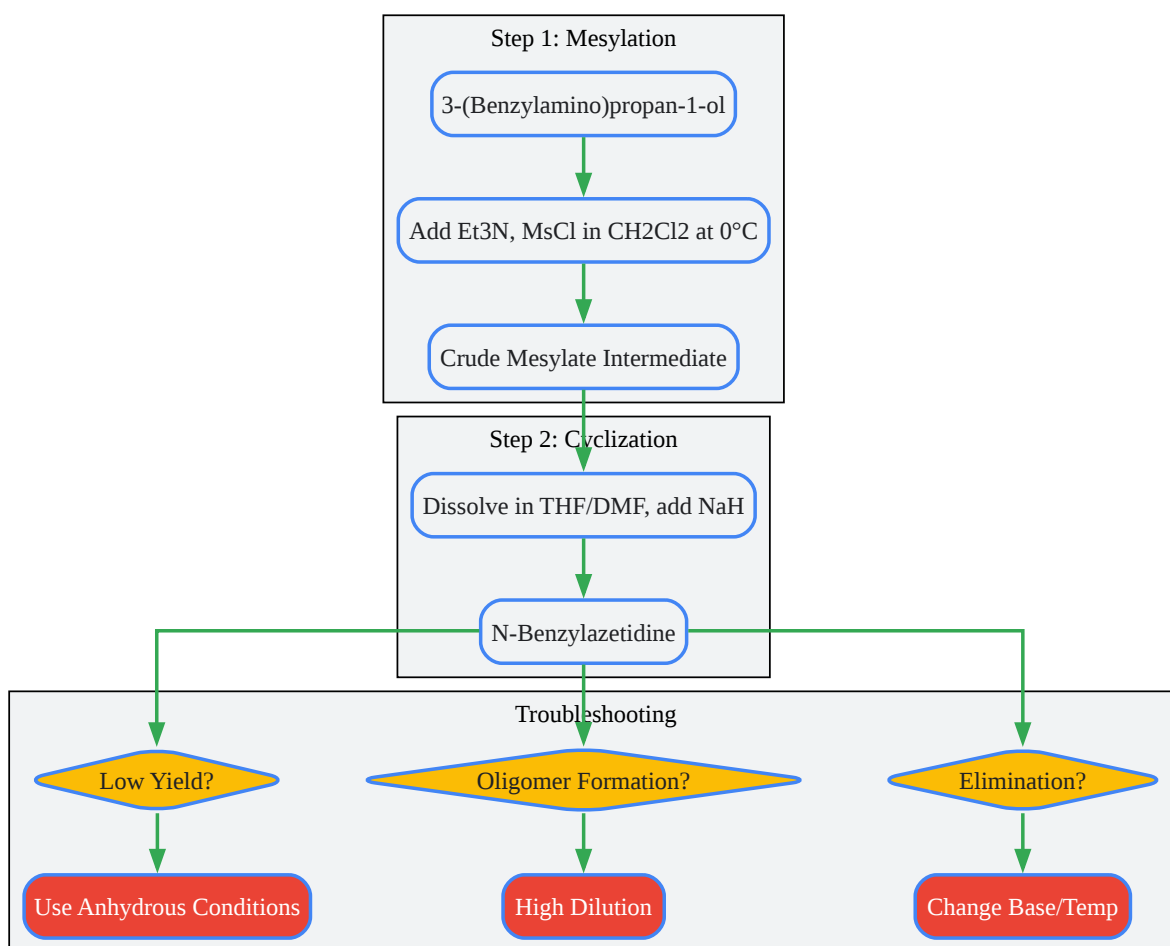 Step 1: Mesylation
3-(Benzylamino)propan-1-ol
Add Et3N, MsCl in CH2Cl2 at 0°C
Crude Mesylate Intermediate
Step 2: Cyclization
Dissolve in THF/DMF, add NaH
N-Benzylazetidine
Troubleshooting
Low Yield?
Oligomer Formation?
Elimination?
Use Anhydrous Conditions
High Dilution
Change Base/Temp